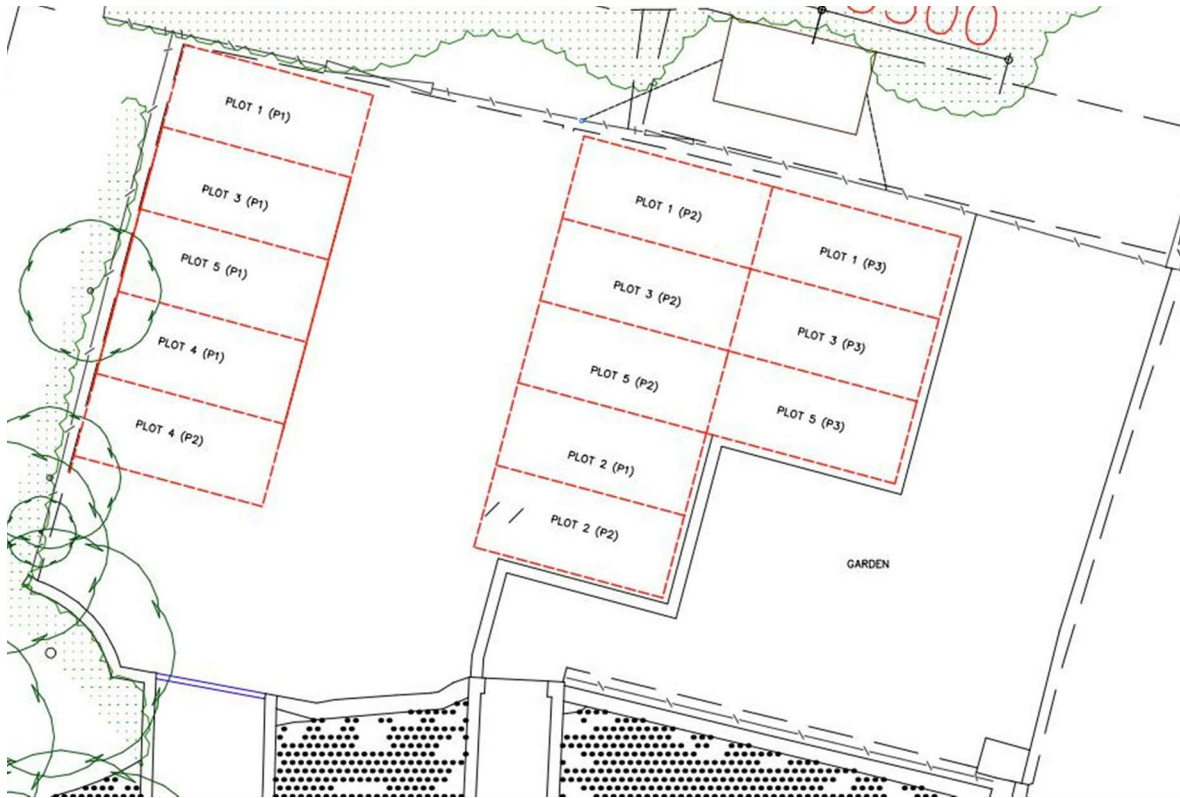 PLOT 1 (P1)
PLOT 3 (P1)
PLOT 5 (P1)
PLOT 4 (P1)
PLOT 4 (P2)
PLOT 1 (P2)
PLOT 3 (P2)
PLOT 5 (P2)
PLOT 2 (P1)
PLOT 2 (P2)
PLOT 1 (P3)
PLOT 3 (P3)
PLOT 5 (P3)
GARDEN